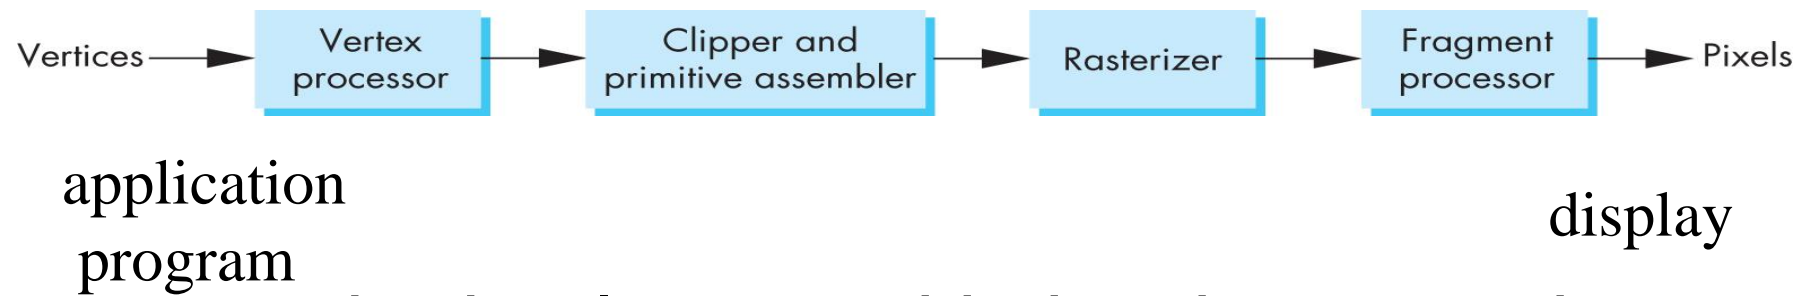 Vertices
Vertex
processor
Clipper and
primitive assembler
Rasterizer
Fragment
processor
Pixels
application
program
display